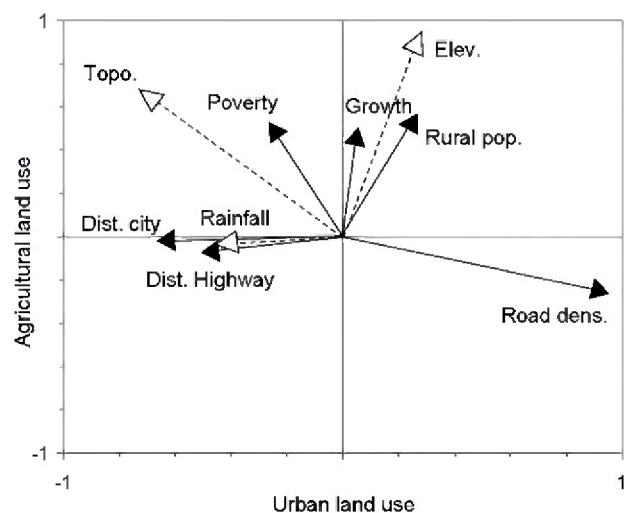 1
Elev.
Topo.
Poverty
Growth
Rural pop.
Agricultural land use
Dist. city
Rainfall
Dist. Highway
Road dens.
-1
-1
1
Urban land use